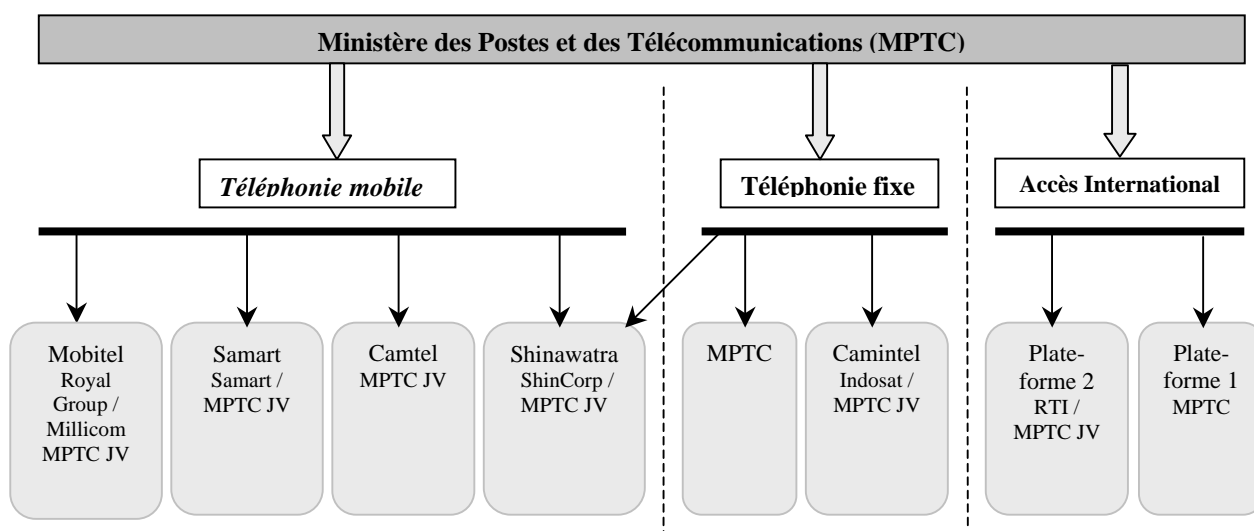 Ministère des Postes et des Télécommunications (MPTC)
Téléphonie mobile
Téléphonie fixe
Accès International
Mobitel
Royal
Group /
Millicom
MPTC JV
Samart
Samart /
MPTC JV
Camtel
MPTC JV
Shinawatra
ShinCorp /
MPTC JV
MPTC
Camintel
Indosat /
MPTC JV
Plate-
forme 2
RTI /
MPTC JV
Plate-
forme 1
MPTC